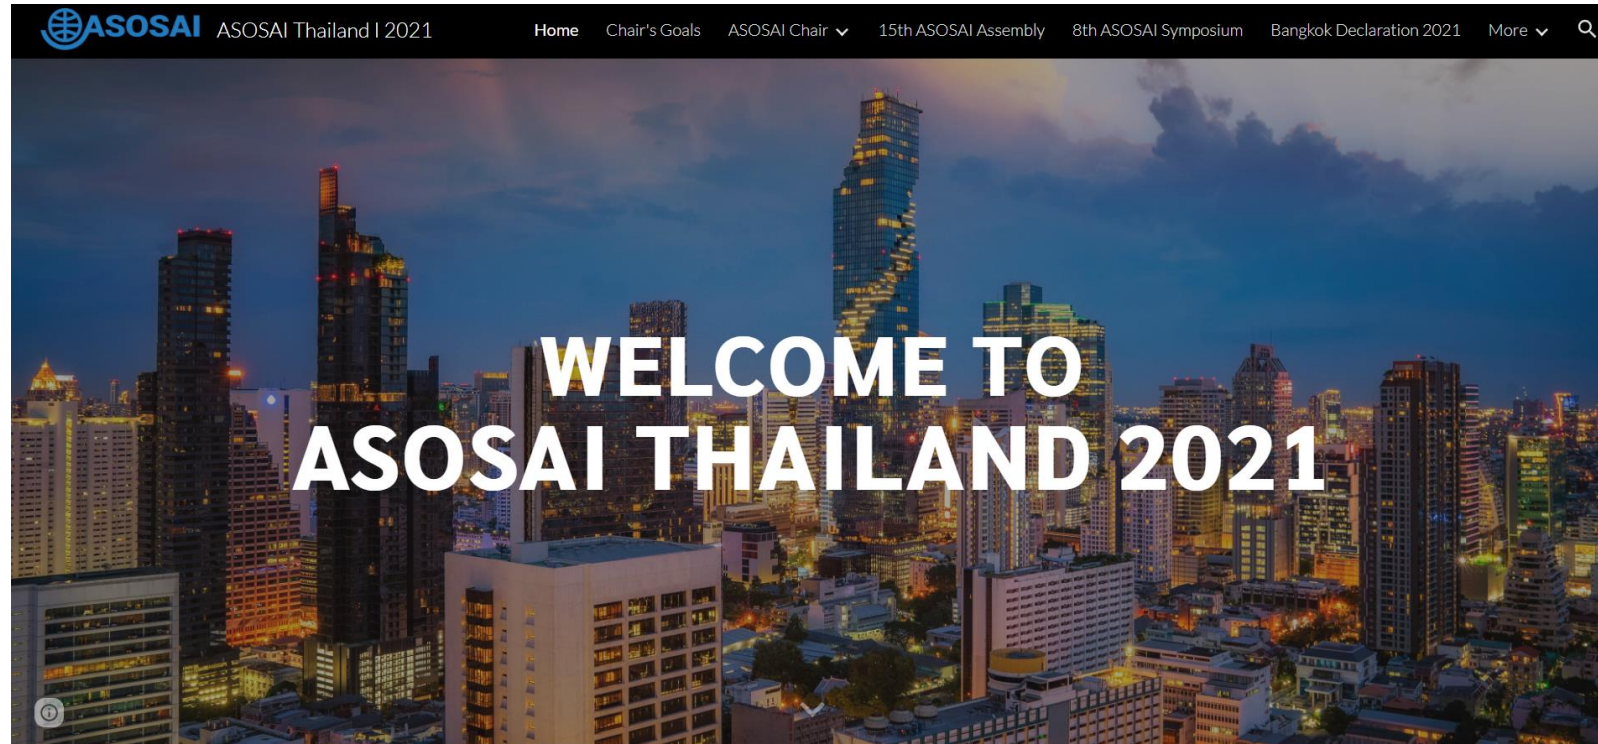 ASOSAI ASOSAI Thailand I 2021 Home Chair's Goals ASOSAI Chair 15th ASOSAI Assembly 8th ASOSAI Symposium Bangkok Declaration 2021 More
WELCOME TO
ASOSAI THAILAND 2021